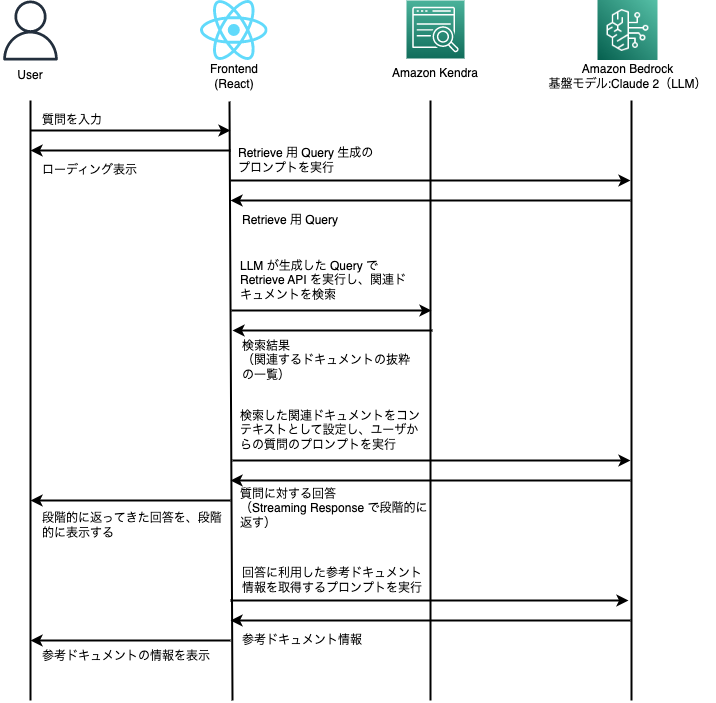 User
Frontend
(React)
Amazon Kendra
Amazon Bedrock
基盤モデル:Claude 2（LLM）
質問を入力
ローディング表示
Retrieve 用 Query 生成の
プロンプトを実行
Retrieve 用 Query
LLM が生成した Query で
Retrieve API を実行し、関連ド
キュメントを検索
検索結果
（関連するドキュメントの抜粋
の一覧）
検索した関連ドキュメントをコン
テキストとして設定し、ユーザか
らの質問のプロンプトを実行
質問に対する回答
（Streaming Response で段階的に
返す）
段階的に返ってきた回答を、段階
的に表示する
回答に利用した参考ドキュメント
情報を取得するプロンプトを実行
参考ドキュメント情報
参考ドキュメントの情報を表示